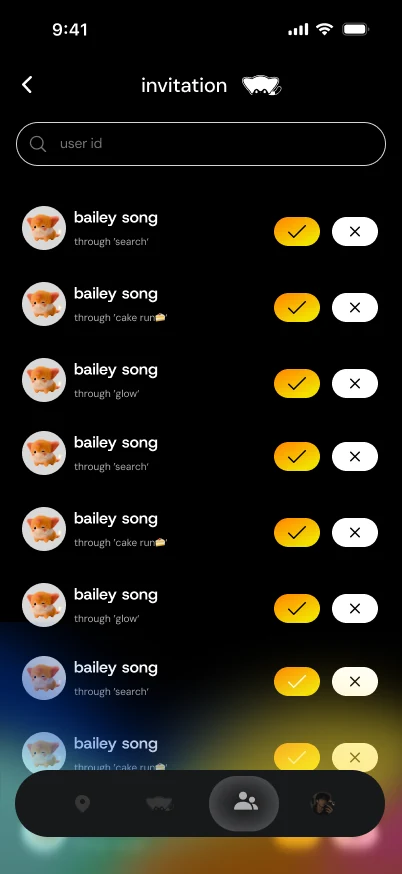 9:41
invitation
user id
bailey song
through 'search'
bailey song
through 'cake run🍰'
bailey song
through 'glow'
bailey song
through 'search'
bailey song
through 'cake run🍰'
bailey song
through 'glow'
bailey song
through 'search'
bailey song
through 'cake run🍰'